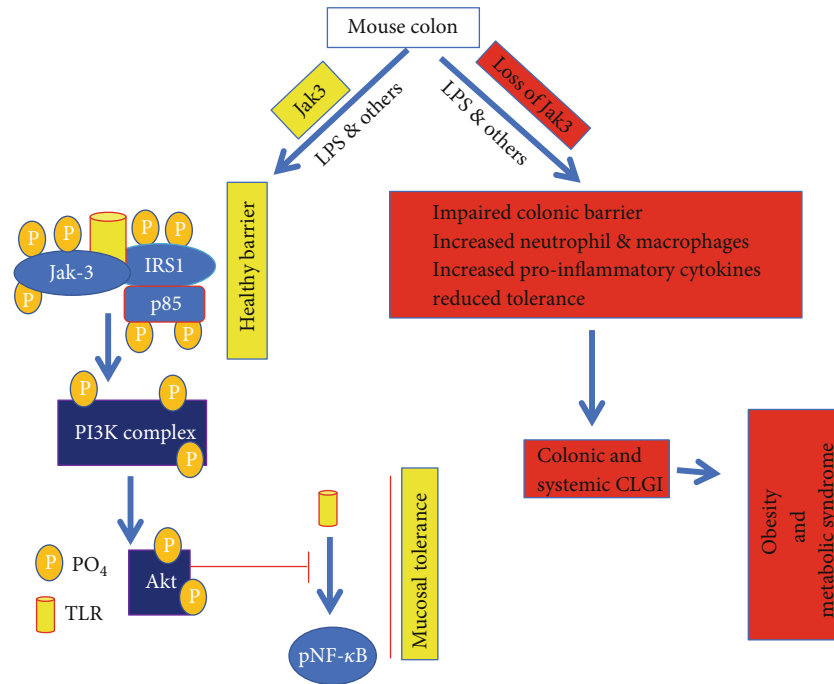 Mouse colon
Jak3
LPS & others
Loss of Jak3
LPS & others
P
P
P
P
P
Jak-3
IRS1
p85
P
P
Healthy barrier
Impaired colonic barrier
Increased neutrophil & macrophages
Increased pro-inflammatory cytokines
reduced tolerance
P
P
PI3K complex
P
Colonic and
systemic CLGI
Obesity
and
metabolic syndrome
P
PO₄
TLR
P
Akt
P
pNF-κB
Mucosal tolerance